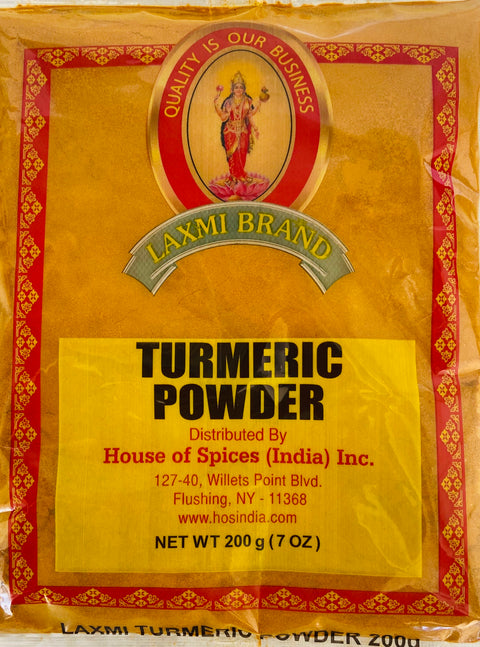 QUALITY IS OUR BUSINESS
LAXMI BRAND
TURMERIC
POWDER
Distributed By
House of Spices (India) Inc.
127-40, Willets Point Blvd.
Flushing, NY - 11368
www.hosindia.com
NET WT 200 g (7 OZ)
LAXMI TURMERIC POWDER 200g